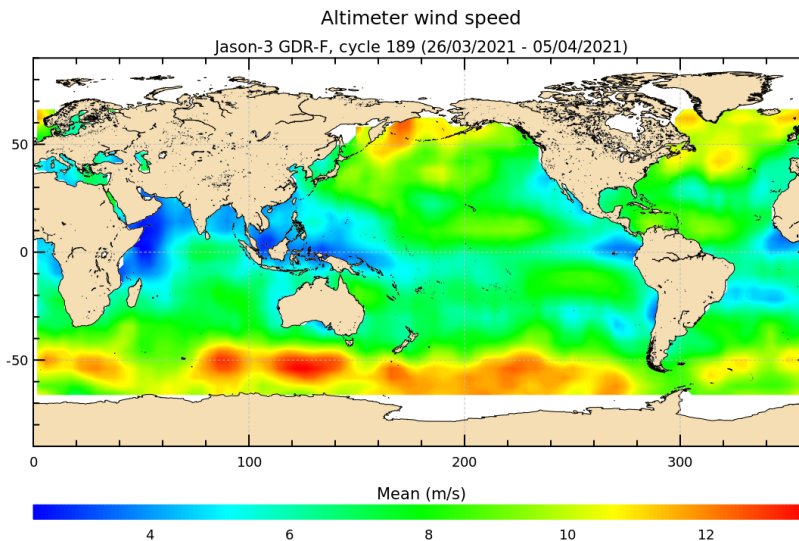 Altimeter wind speed
Jason-3 GDR-F, cycle 189 (26/03/2021 - 05/04/2021)
50
0
-50
0 100 200 300
Mean (m/s)
4 6 8 10 12